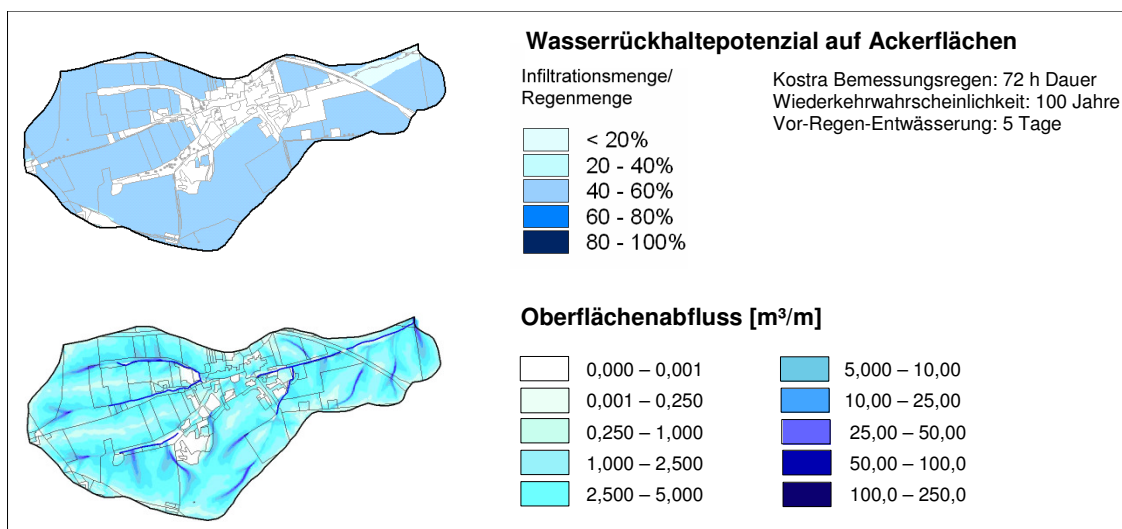 Wasserrückhaltepotenzial auf Ackerflächen
Infiltrationsmenge/
Regenmenge
< 20%
20 - 40%
40 - 60%
60 - 80%
80 - 100%
Kostra Bemessungsregen: 72 h Dauer
Wiederkehrwahrscheinlichkeit: 100 Jahre
Vor-Regen-Entwässerung: 5 Tage
Oberflächenabfluss [m³/m]
0,000 – 0,001
0,001 – 0,250
0,250 – 1,000
1,000 – 2,500
2,500 – 5,000
5,000 – 10,00
10,00 – 25,00
25,00 – 50,00
50,00 – 100,0
100,0 – 250,0